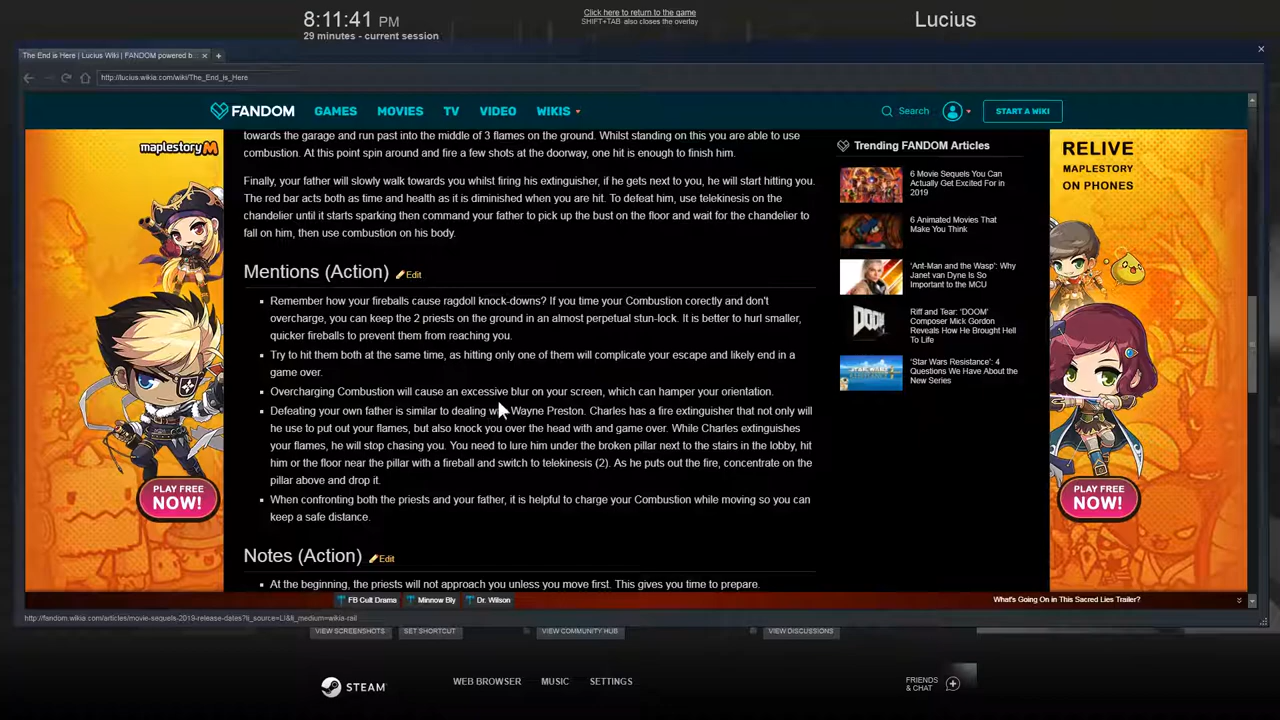 8:11:41 PM
29 minutes - current session
Click here to return to the game
SHIFT+TAB also closes the overlay
Lucius
The End is Here | Lucius Wiki | FANDOM powered b...
http://lucius.wikia.com/wiki/The_End_is_Here
FANDOM
GAMES
MOVIES
TV
VIDEO
WIKIS
Search
START A WIKI
maplestory M
PLAY FREE
NOW!
towards the garage and run past into the middle of 3 flames on the ground. Whilst standing on this you are able to use
combustion. At this point spin around and fire a few shots at the doorway, one hit is enough to finish him.
Finally, your father will slowly walk towards you whilst firing his extinguisher, if he gets next to you, he will start hitting you.
The red bar acts both as time and health as it is diminished when you are hit. To defeat him, use telekinesis on the
chandelier until it starts sparking then command your father to pick up the bust on the floor and wait for the chandelier to
fall on him, then use combustion on his body.
Mentions (Action)
Edit
Remember how your fireballs cause ragdoll knock-downs? If you time your Combustion corectly and don't
overcharge, you can keep the 2 priests on the ground in an almost perpetual stun-lock. It is better to hurl smaller,
quicker fireballs to prevent them from reaching you.
Try to hit them both at the same time, as hitting only one of them will complicate your escape and likely end in a
game over.
Overcharging Combustion will cause an excessive blur on your screen, which can hamper your orientation.
Defeating your own father is similar to dealing Wayne Preston. Charles has a fire extinguisher that not only will
he use to put out your flames, but also knock you over the head with and game over. While Charles extinguishes
your flames, he will stop chasing you. You need to lure him under the broken pillar next to the stairs in the lobby, hit
him or the floor near the pillar with a fireball and switch to telekinesis (2). As he puts out the fire, concentrate on the
pillar above and drop it.
When confronting both the priests and your father, it is helpful to charge your Combustion while moving so you can
keep a safe distance.
Notes (Action)
Edit
At the beginning, the priests will not approach you unless you move first. This gives you time to prepare.
Trending FANDOM Articles
6 Movie Sequels You Can
Actually Get Excited For in
2019
6 Animated Movies That
Make You Think
'Ant-Man and the Wasp': Why
Janet van Dyne Is So
Important to the MCU
Riff and Tear: 'DOOM'
Composer Mick Gordon
Reveals How He Brought Hell
To Life
DOOM
'Star Wars Resistance': 4
Questions We Have About the
New Series
RELIVE
MAPLESTORY
ON PHONES
PLAY FREE
NOW!
FB Cult Drama
Minnow Bly
Dr. Wilson
What's Going On in This Sacred Lies Trailer?
http://fandom.wikia.com/articles/movie-sequels-2019-release-dates?li_source=LI&li_medium=wikia-rail
VIEW SCREENSHOTS
SET SHORTCUT
VIEW COMMUNITY HUB
VIEW DISCUSSIONS
STEAM
WEB BROWSER
MUSIC
SETTINGS
FRIENDS
& CHAT